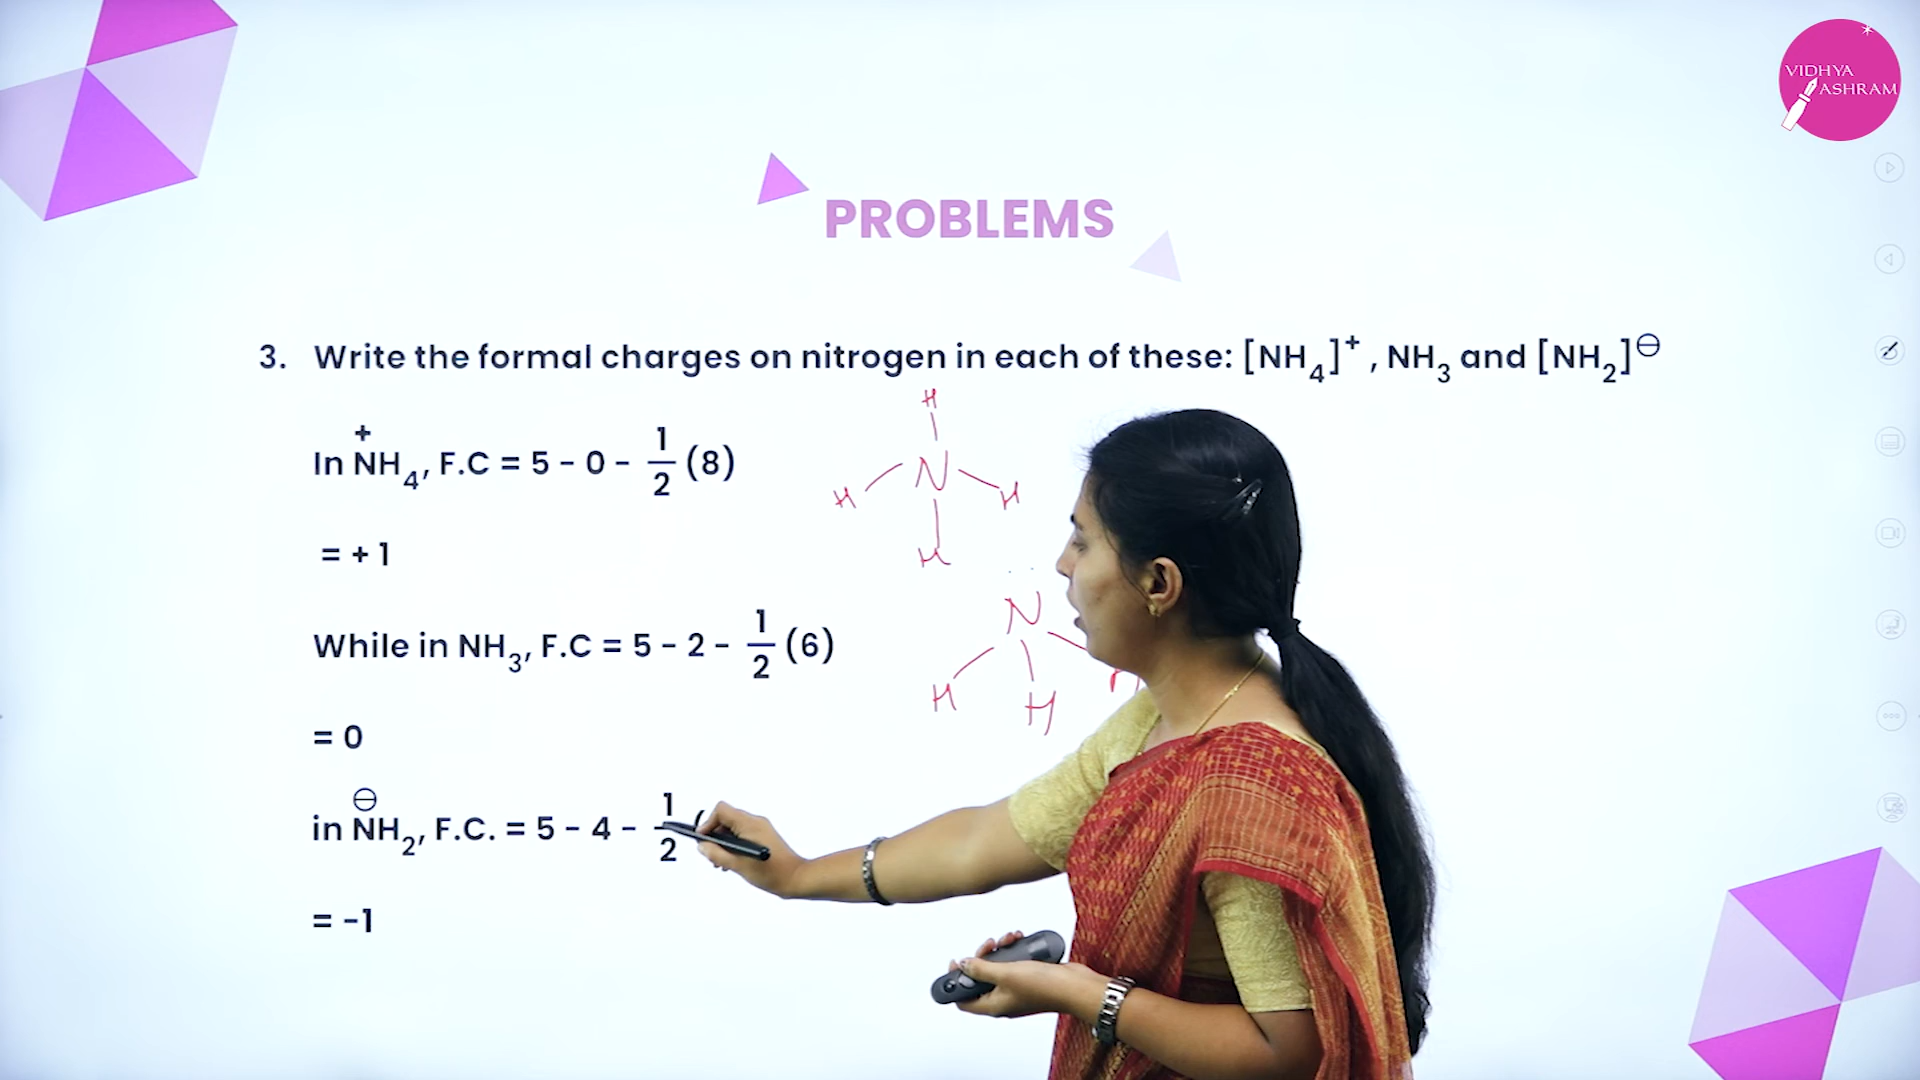 VIDHYA
ASHRAM
PROBLEMS
3. Write the formal charges on nitrogen in each of these: [NH₄]⁺ , NH₃ and [NH₂]⊖
+
In NH₄, F.C = 5 - 0 - 1/2 (8)
= + 1
While in NH₃, F.C = 5 - 2 - 1/2 (6)
= 0
⊖
in NH₂, F.C. = 5 - 4 - 1/2 (
= -1
H
N
H H
H
N
H H H